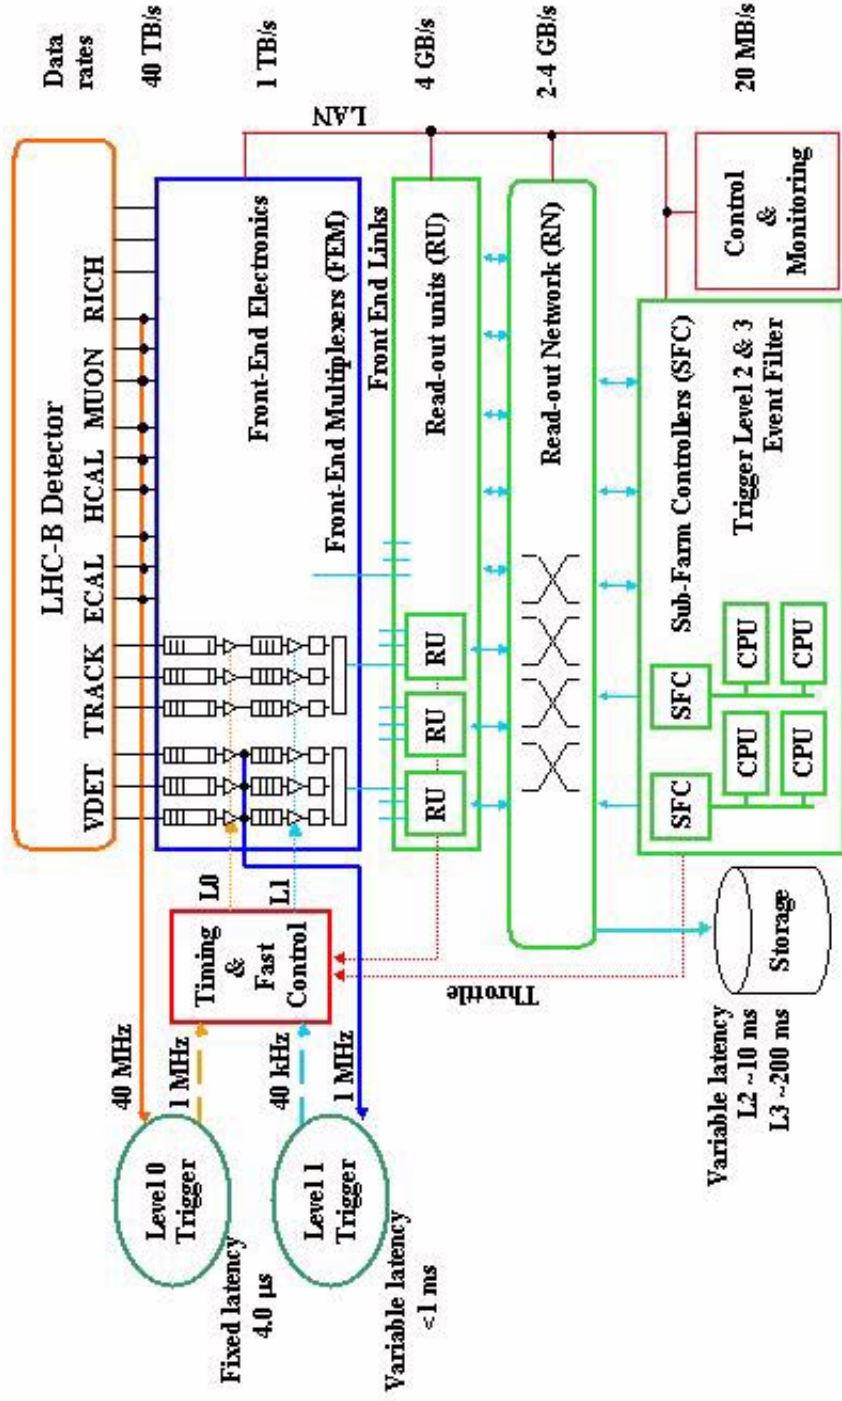 LHC-B Detector
Data
rates
VDET
TRACK
ECAL
HCAL
MUON
RICH
40 TB/s
40 MHz
Level 0
Trigger
1 MHz
Fixed latency
4.0 µs
Timing
&
Fast
Control
L0
L1
Front-End Electronics
1 TB/s
40 kHz
Level 1
Trigger
1 MHz
Variable latency
<1 ms
Front-End Multiplexers (FEM)
Front End Links
LAN
RU
RU
RU
Read-out units (RU)
4 GB/s
Throttle
Read-out Network (RN)
2-4 GB/s
SFC
SFC
Sub-Farm Controllers (SFC)
CPU
CPU
CPU
CPU
Trigger Level 2 & 3
Event Filter
Variable latency
L2 ~10 ms
L3 ~200 ms
Storage
Control
&
Monitoring
20 MB/s